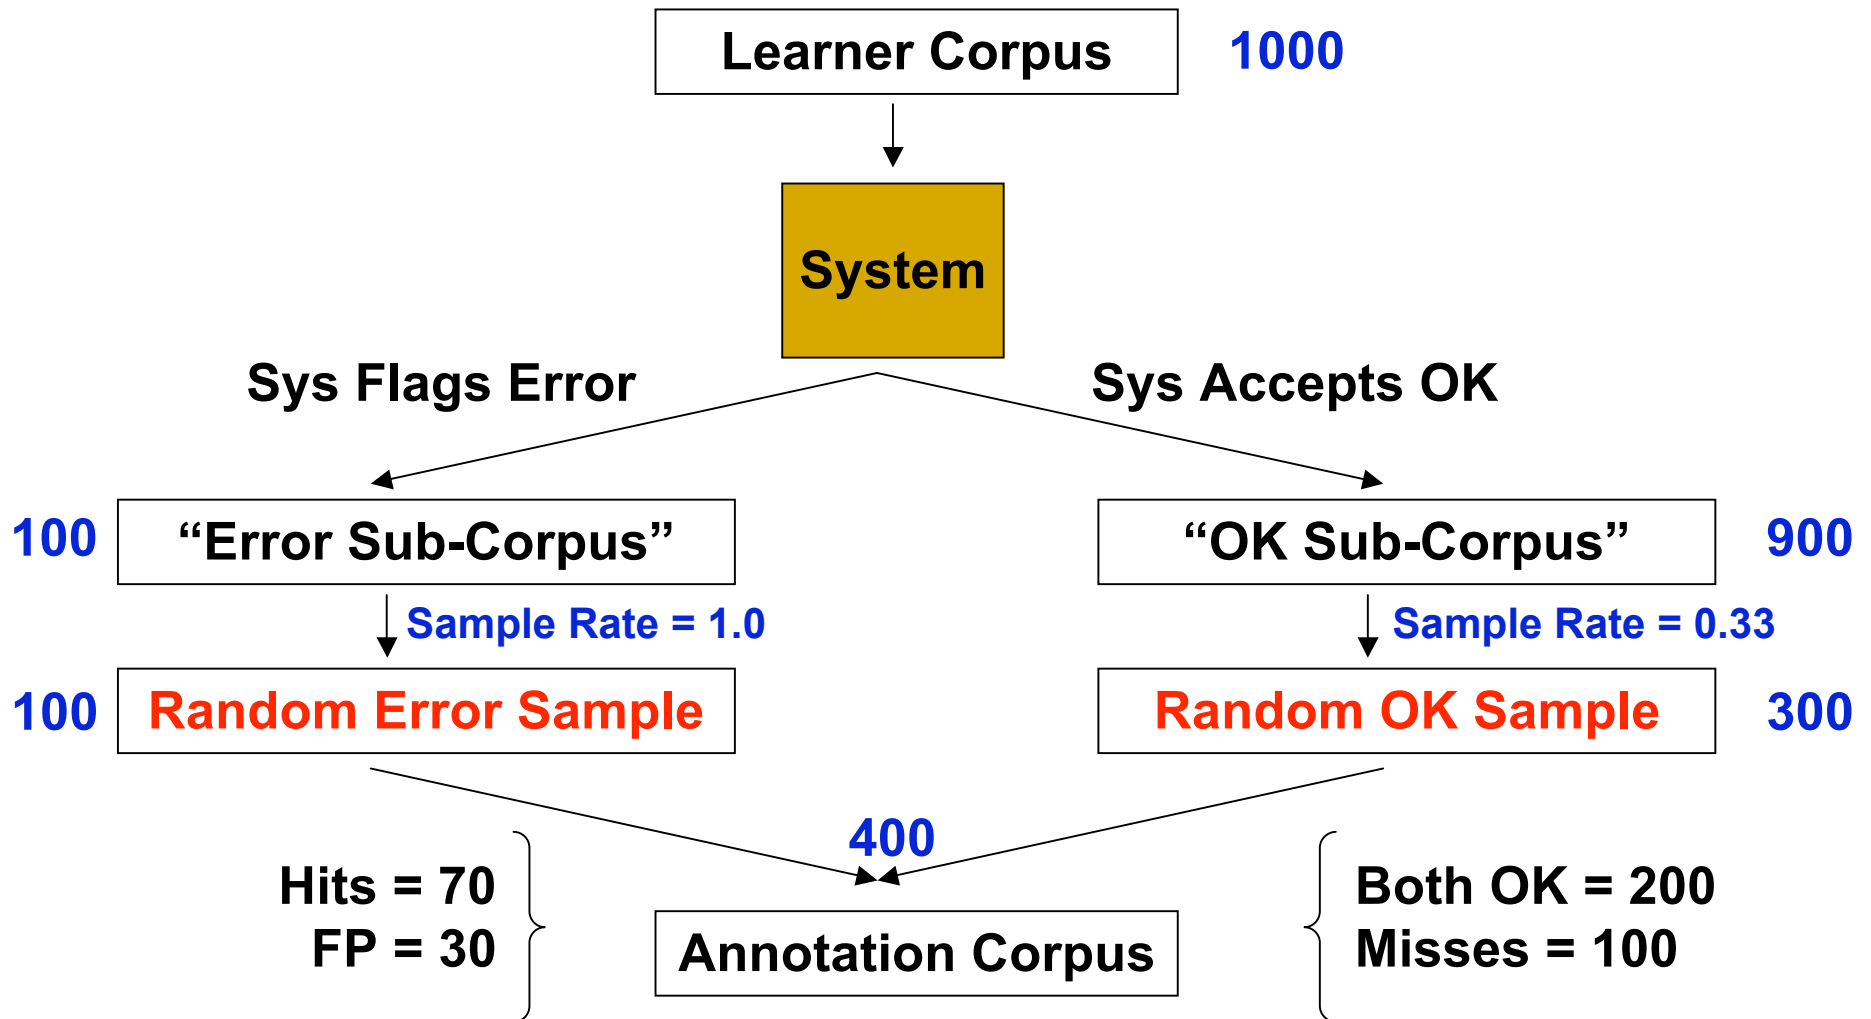 Learner Corpus 1000
System
Sys Flags Error Sys Accepts OK
100 “Error Sub-Corpus” “OK Sub-Corpus” 900
Sample Rate = 1.0 Sample Rate = 0.33
100 Random Error Sample Random OK Sample 300
400
Hits = 70 Both OK = 200
FP = 30 Annotation Corpus Misses = 100